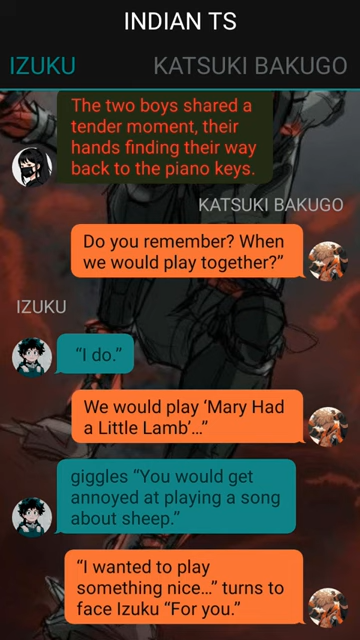 INDIAN TS
IZUKU KATSUKI BAKUGO
The two boys shared a
tender moment, their
hands finding their way
back to the piano keys.
KATSUKI BAKUGO
Do you remember? When
we would play together?”
IZUKU
“I do.”
We would play ‘Mary Had
a Little Lamb’...”
giggles “You would get
annoyed at playing a song
about sheep.”
“I wanted to play
something nice...” turns to
face Izuku “For you.”